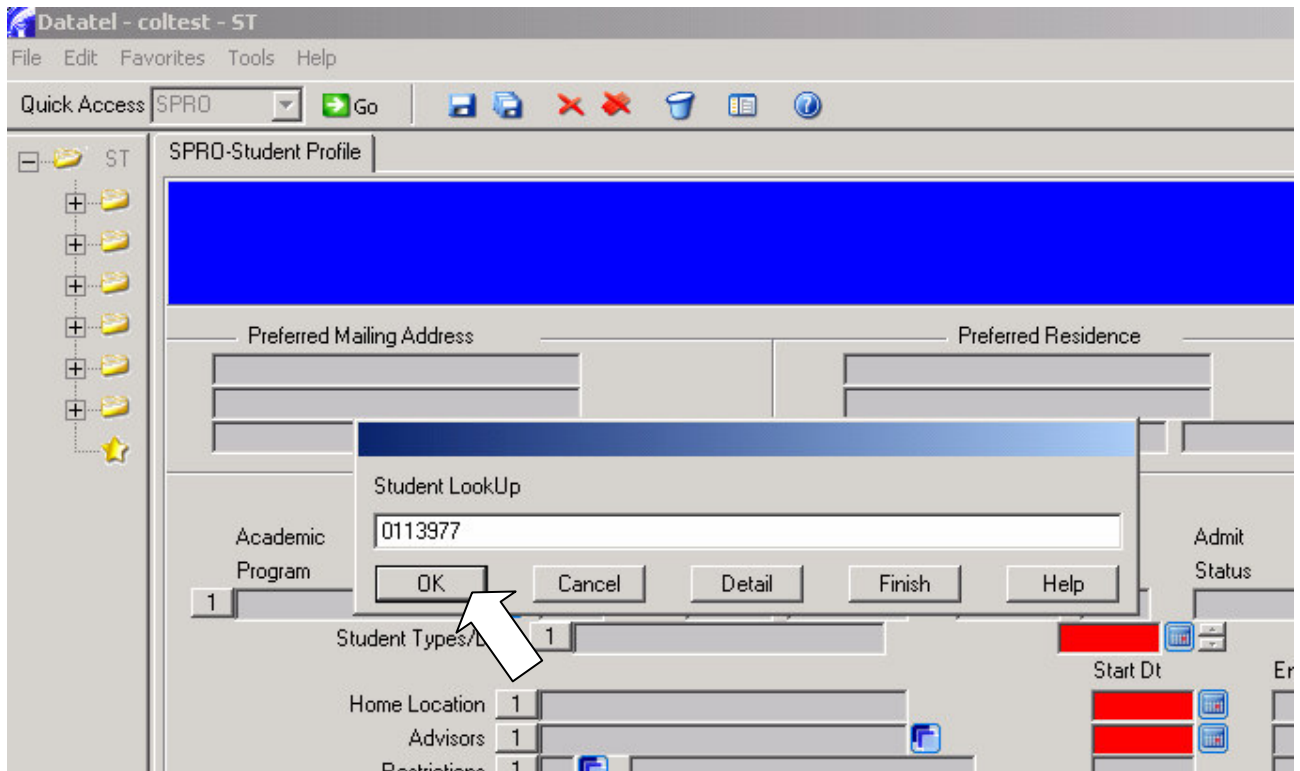 Datatel - coltest - ST
File Edit Favorites Tools Help
Quick Access SPRO Go
ST
SPRO-Student Profile
Preferred Mailing Address Preferred Residence
Student LookUp
0113977
OK Cancel Detail Finish Help
Academic
Program
Admit
Status
1
Student Types/ 1
Start Dt
Home Location 1
Advisors 1
Restrictions 1